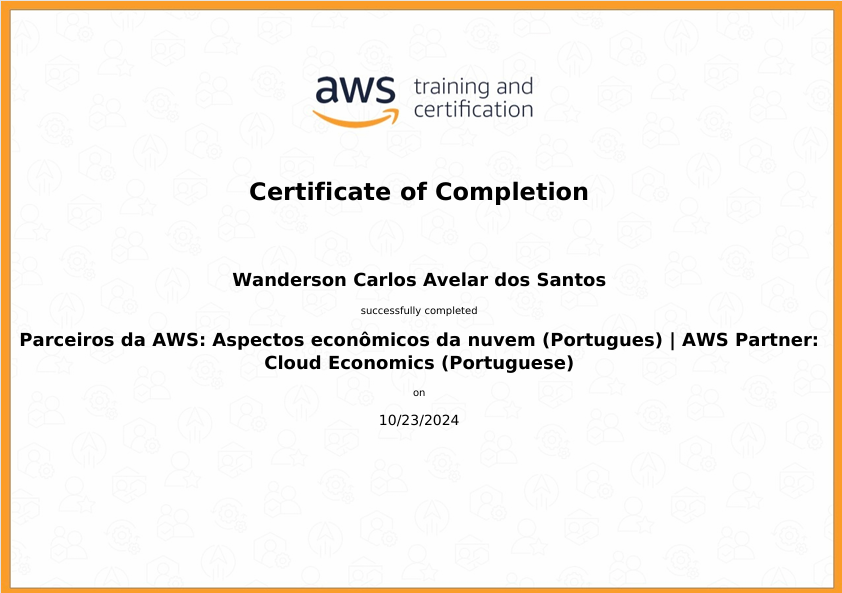 aws training and
certification
Certificate of Completion
Wanderson Carlos Avelar dos Santos
successfully completed
Parceiros da AWS: Aspectos econômicos da nuvem (Portugues) | AWS Partner:
Cloud Economics (Portuguese)
on
10/23/2024